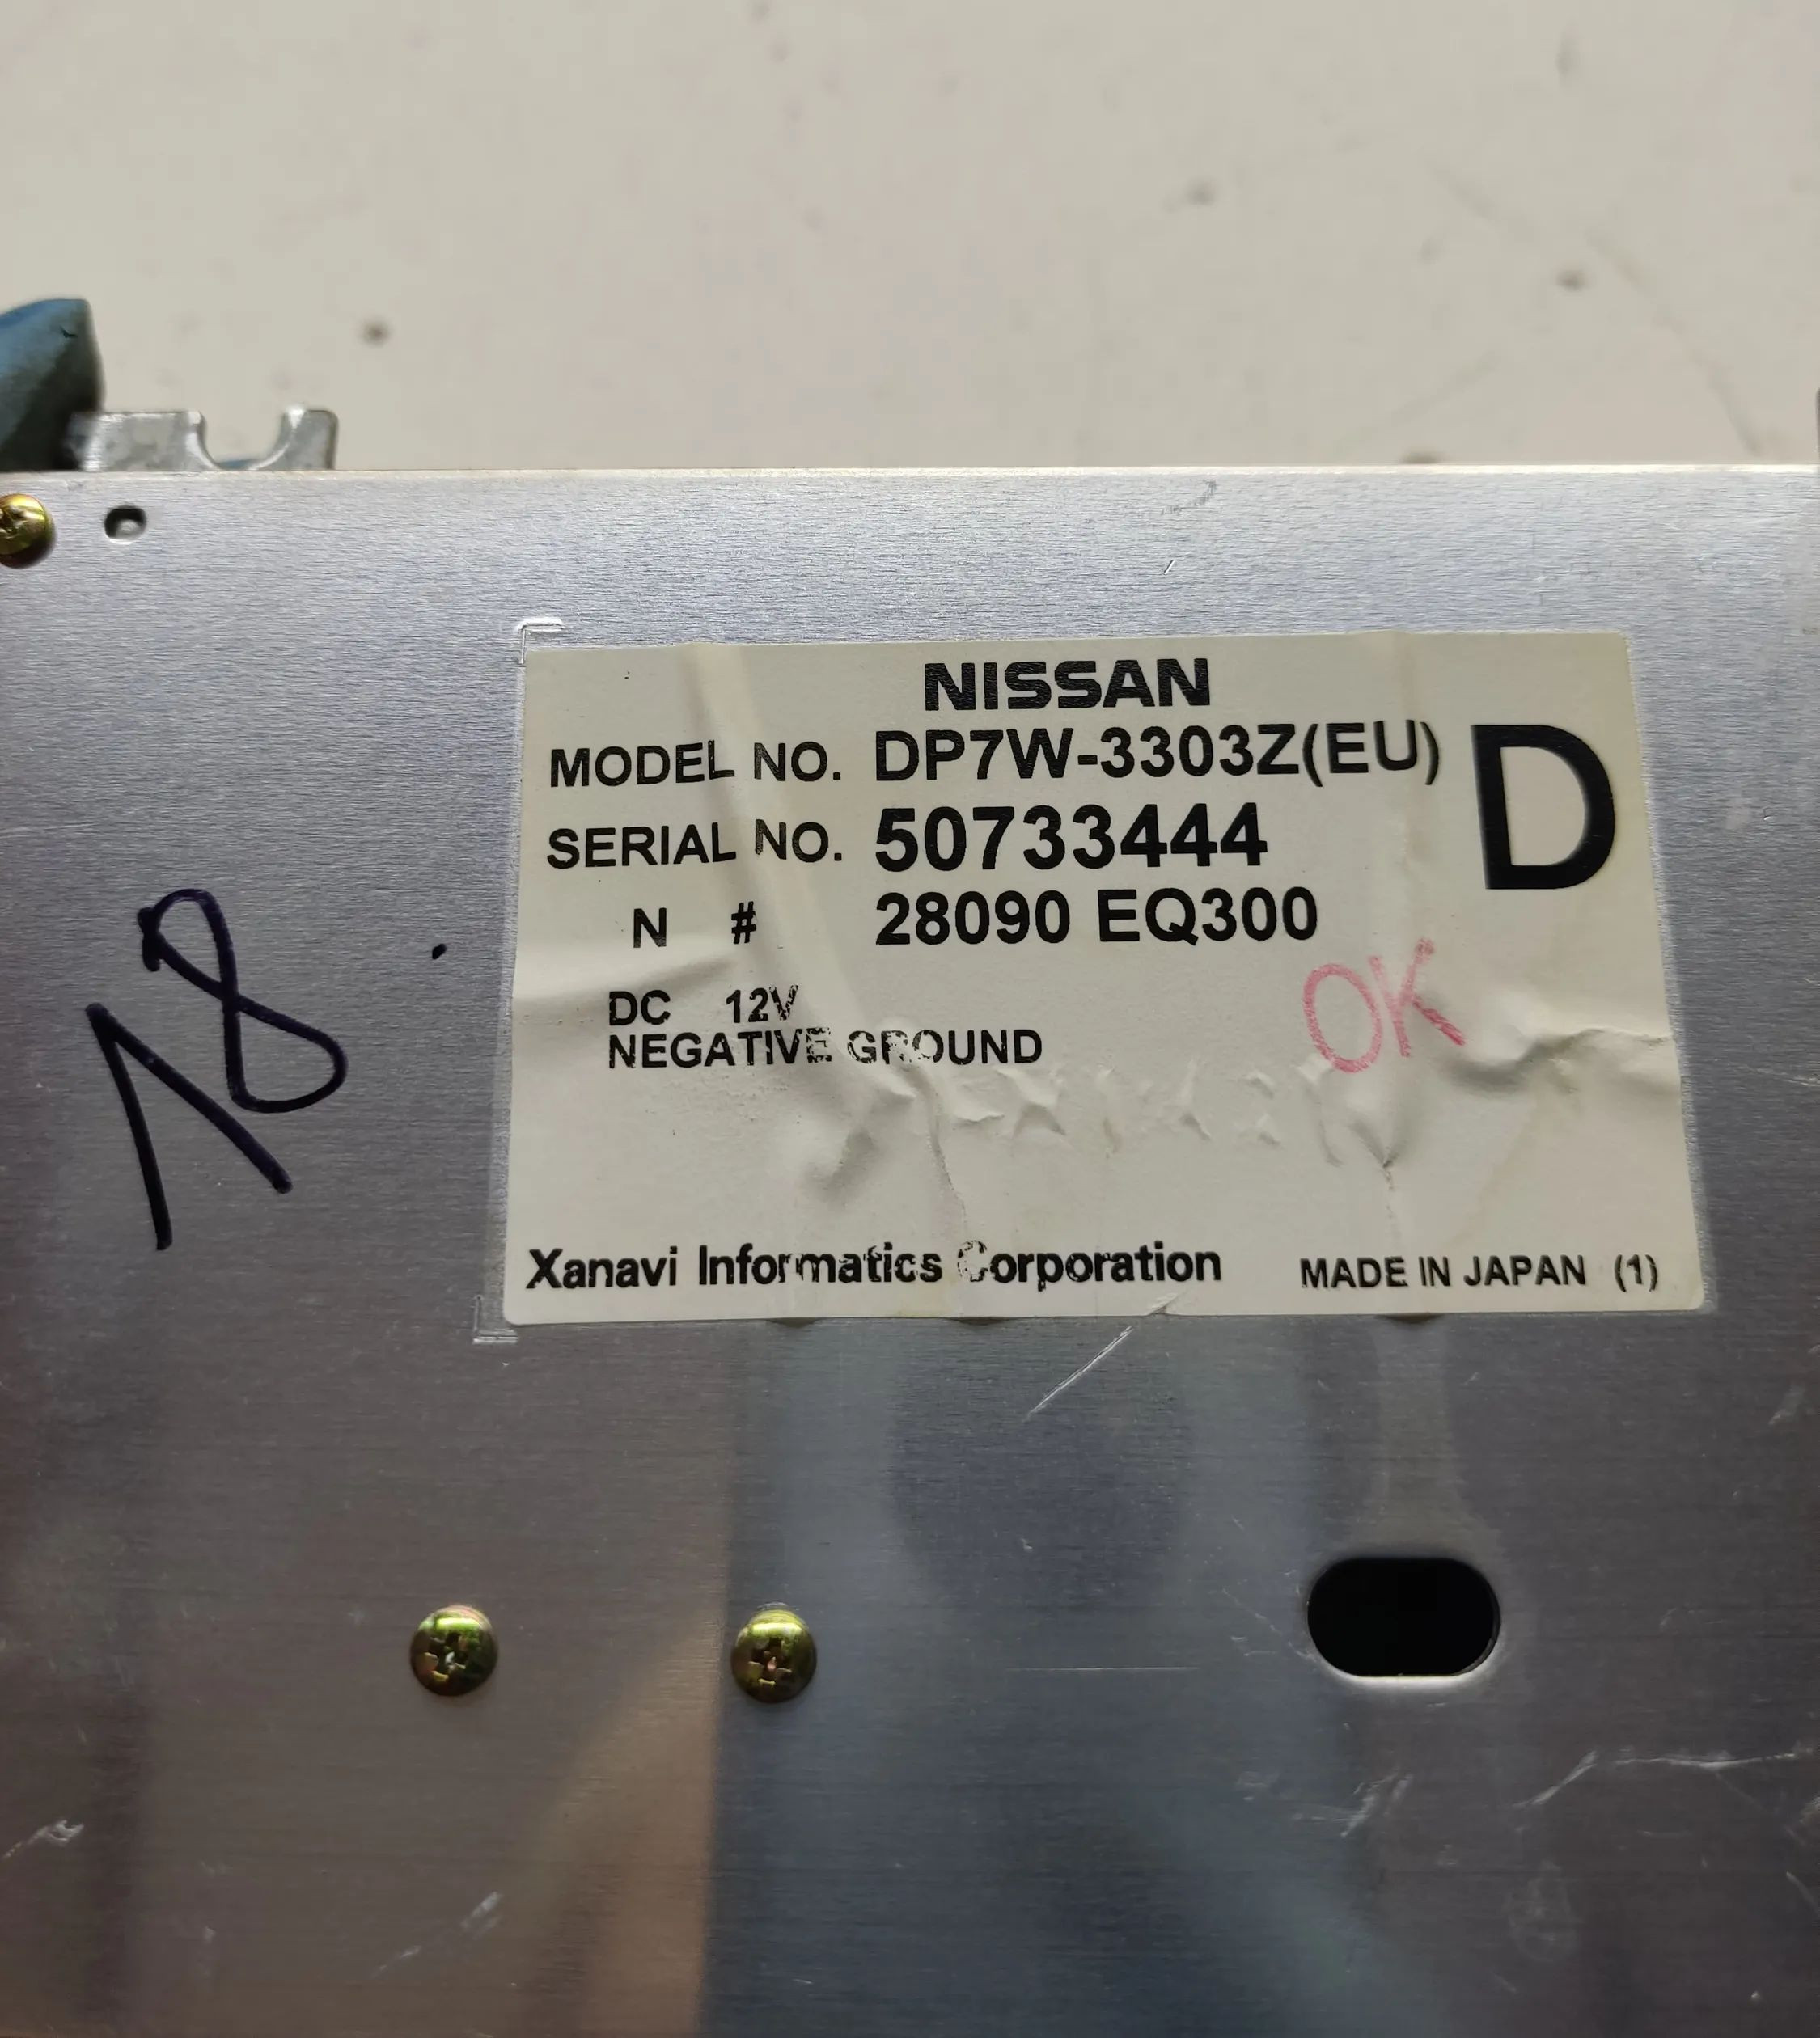 NISSAN
MODEL NO. DP7W-3303Z(EU)
D
SERIAL NO. 50733444
N # 28090 EQ300
OK
DC 12V
NEGATIVE GROUND
18
Xanavi Informatics Corporation MADE IN JAPAN (1)